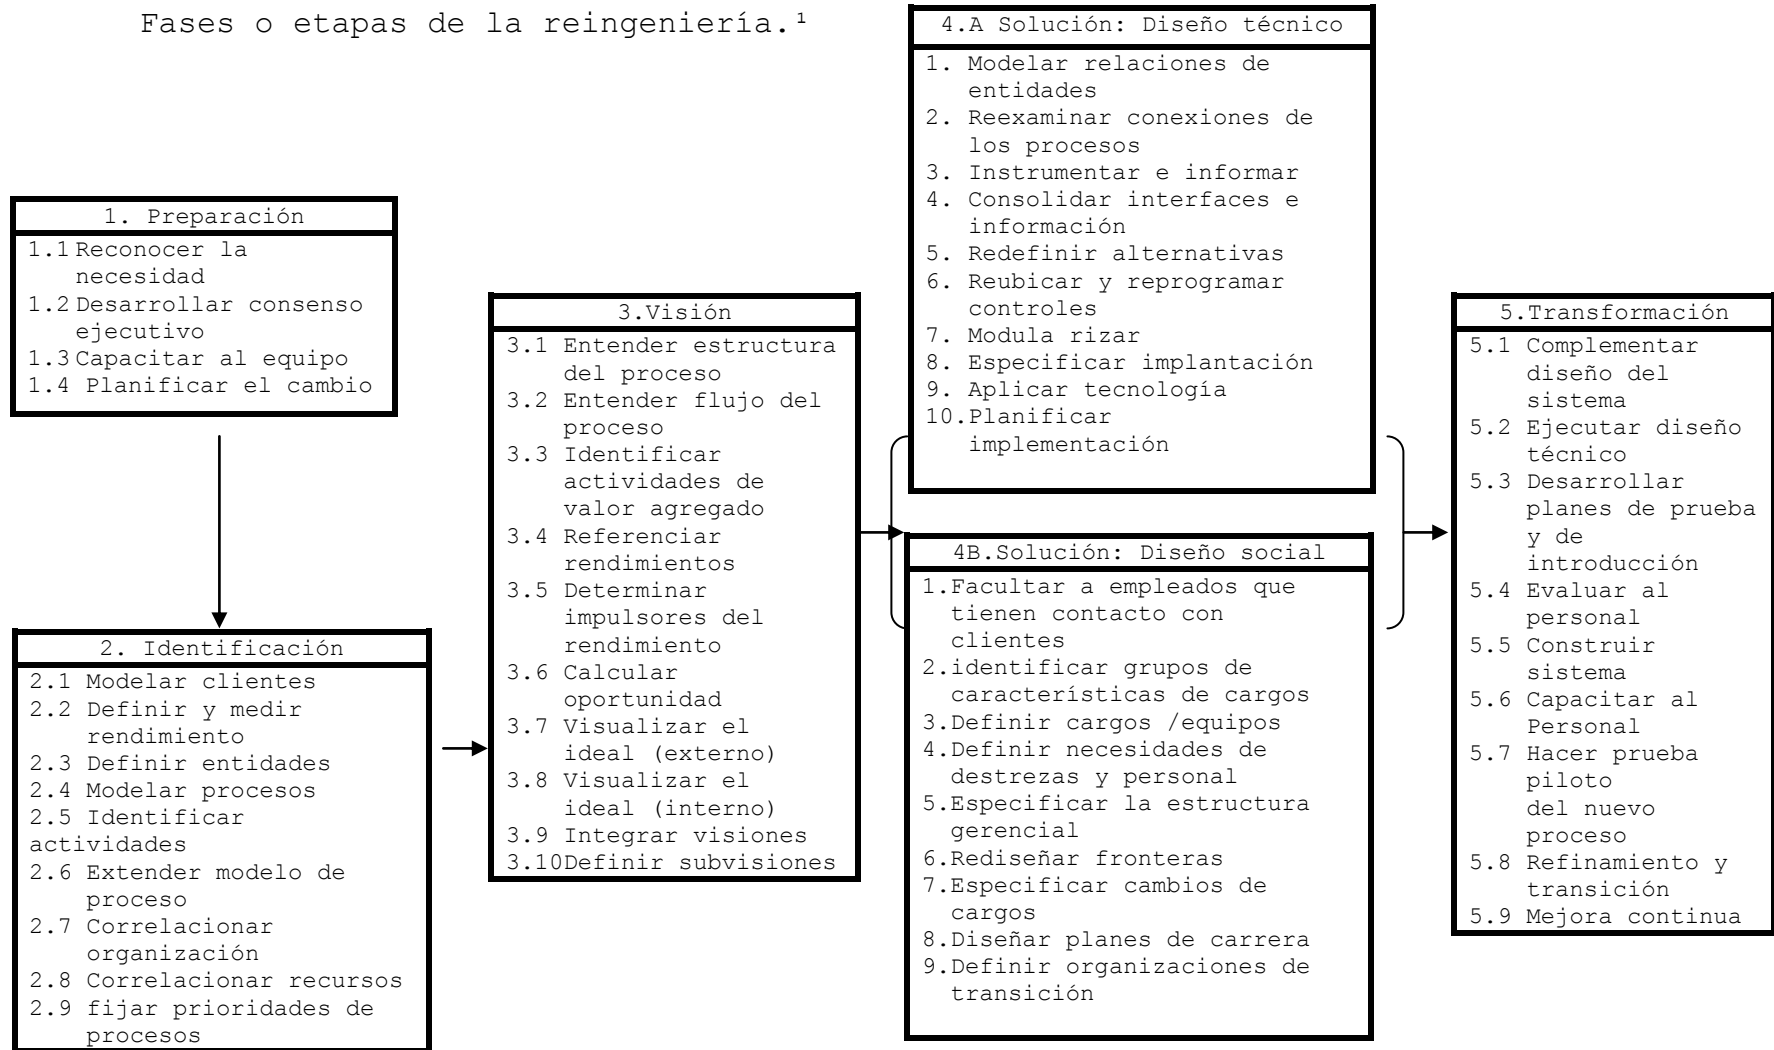 Fases o etapas de la reingeniería.¹
1. Preparación
1.1 Reconocer la
necesidad
1.2 Desarrollar consenso
ejecutivo
1.3 Capacitar al equipo
1.4 Planificar el cambio
2. Identificación
2.1 Modelar clientes
2.2 Definir y medir
rendimiento
2.3 Definir entidades
2.4 Modelar procesos
2.5 Identificar
actividades
2.6 Extender modelo de
proceso
2.7 Correlacionar
organización
2.8 Correlacionar recursos
2.9 fijar prioridades de
procesos
3.Visión
3.1 Entender estructura
del proceso
3.2 Entender flujo del
proceso
3.3 Identificar
actividades de
valor agregado
3.4 Referenciar
rendimientos
3.5 Determinar
impulsores del
rendimiento
3.6 Calcular
oportunidad
3.7 Visualizar el
ideal (externo)
3.8 Visualizar el
ideal (interno)
3.9 Integrar visiones
3.10Definir subvisiones
4.A Solución: Diseño técnico
1. Modelar relaciones de
entidades
2. Reexaminar conexiones de
los procesos
3. Instrumentar e informar
4. Consolidar interfaces e
información
5. Redefinir alternativas
6. Reubicar y reprogramar
controles
7. Modula rizar
8. Especificar implantación
9. Aplicar tecnología
10.Planificar
implementación
4B.Solución: Diseño social
1.Facultar a empleados que
tienen contacto con
clientes
2.identificar grupos de
características de cargos
3.Definir cargos /equipos
4.Definir necesidades de
destrezas y personal
5.Especificar la estructura
gerencial
6.Rediseñar fronteras
7.Especificar cambios de
cargos
8.Diseñar planes de carrera
9.Definir organizaciones de
transición
5.Transformación
5.1 Complementar
diseño del
sistema
5.2 Ejecutar diseño
técnico
5.3 Desarrollar
planes de prueba
y de
introducción
5.4 Evaluar al
personal
5.5 Construir
sistema
5.6 Capacitar al
Personal
5.7 Hacer prueba
piloto
del nuevo
proceso
5.8 Refinamiento y
transición
5.9 Mejora continua